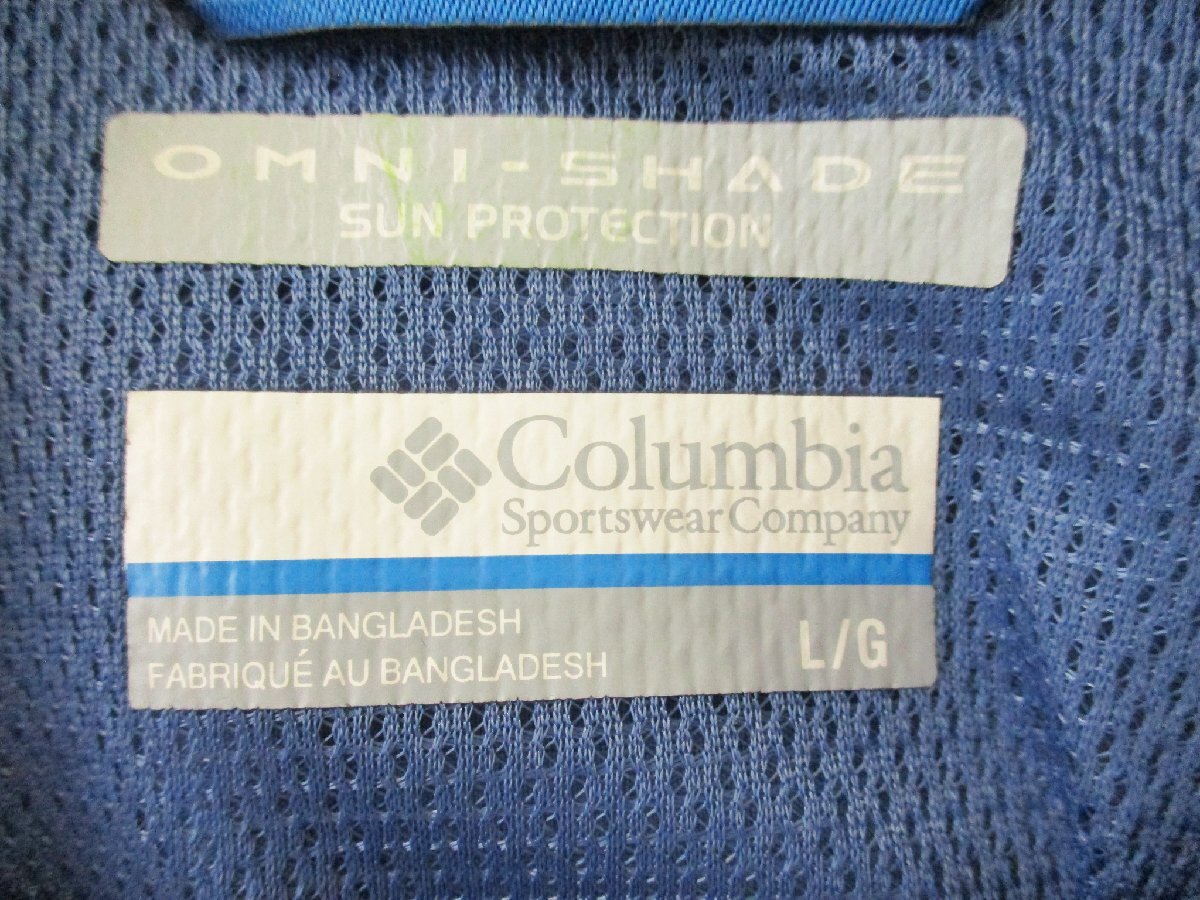 OMNI-SHADE
SUN PROTECTION
Columbia
Sportswear Company
MADE IN BANGLADESH
FABRIQUÉ AU BANGLADESH
L/G